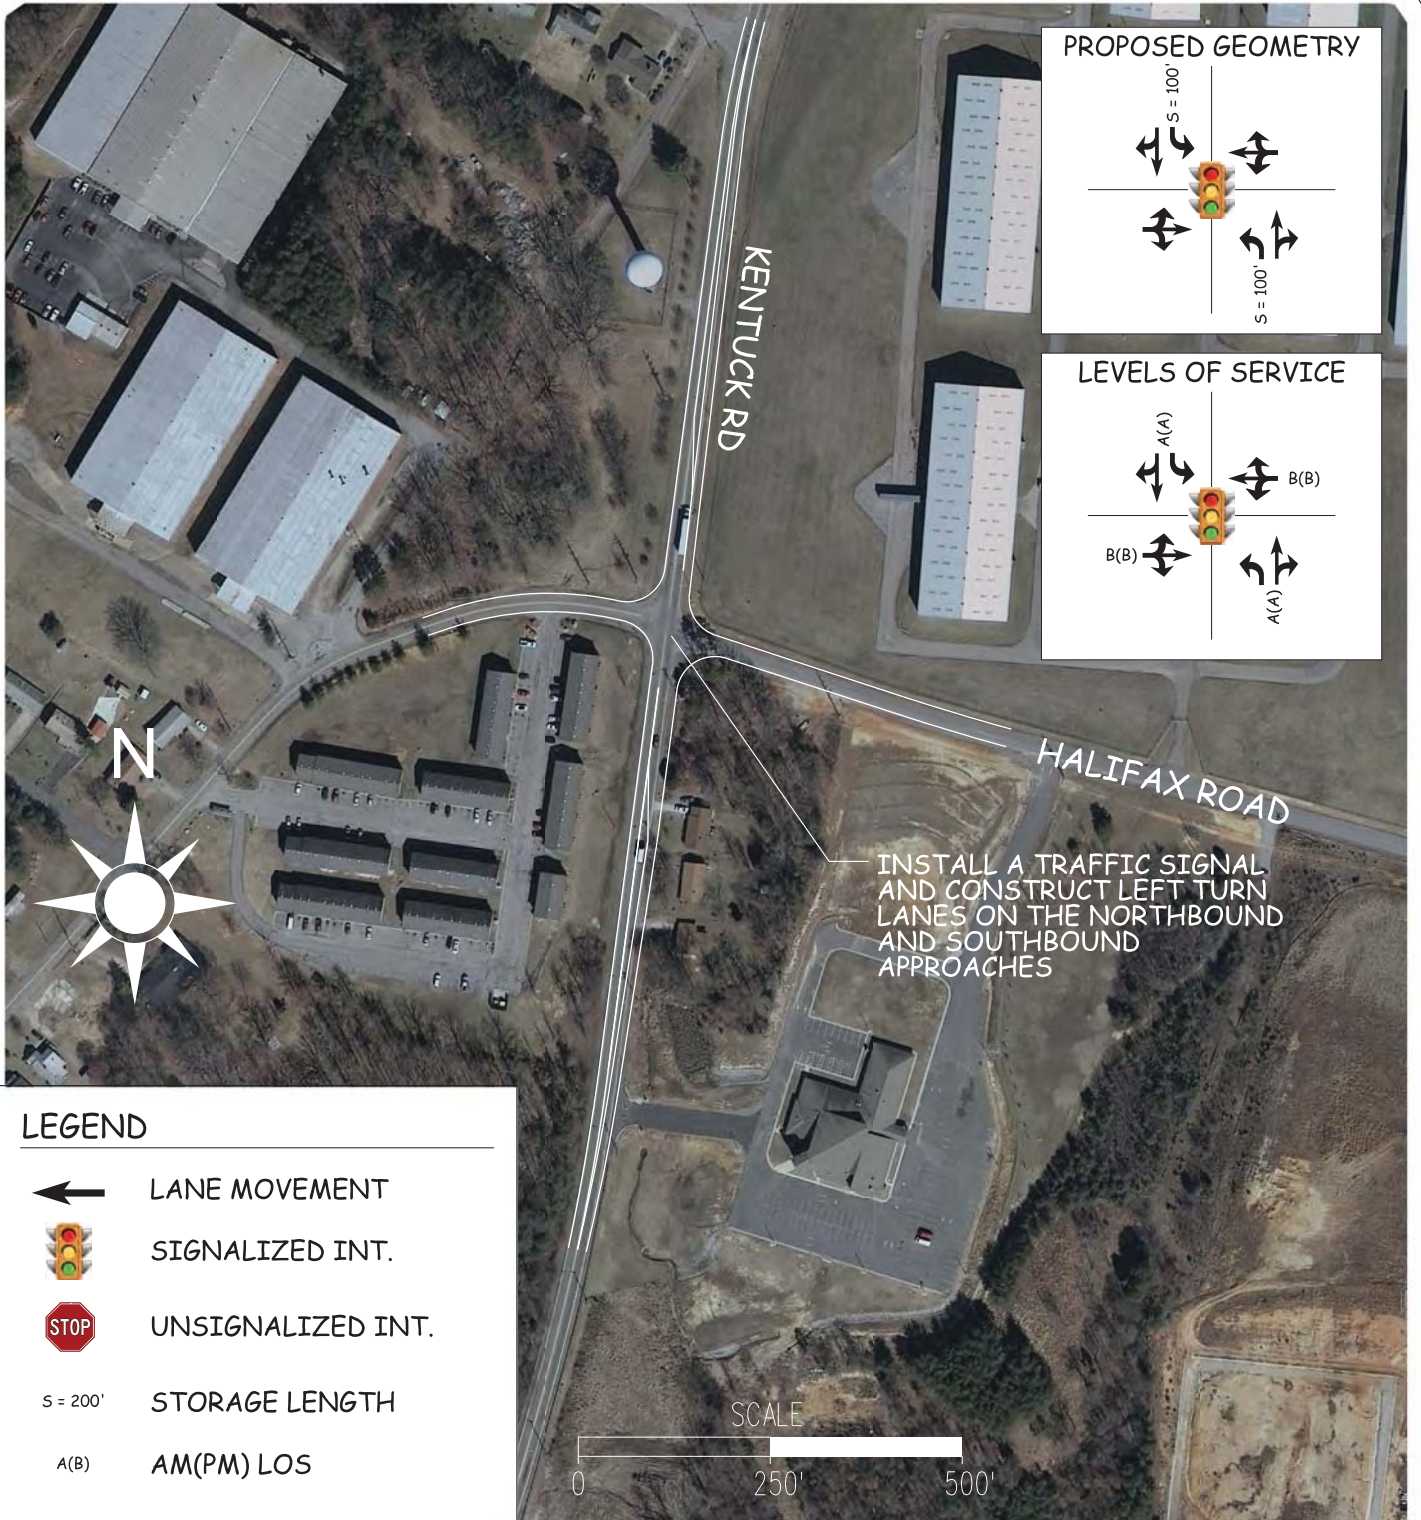 PROPOSED GEOMETRY
S = 100'
S = 100'
LEVELS OF SERVICE
A(A)
B(B)
B(B)
A(A)
KENTUCK RD
HALIFAX ROAD
INSTALL A TRAFFIC SIGNAL
AND CONSTRUCT LEFT TURN
LANES ON THE NORTHBOUND
AND SOUTHBOUND
APPROACHES
N
LEGEND
LANE MOVEMENT
SIGNALIZED INT.
STOP
UNSIGNALIZED INT.
S = 200'
STORAGE LENGTH
A(B)
AM(PM) LOS
SCALE
0 250' 500'